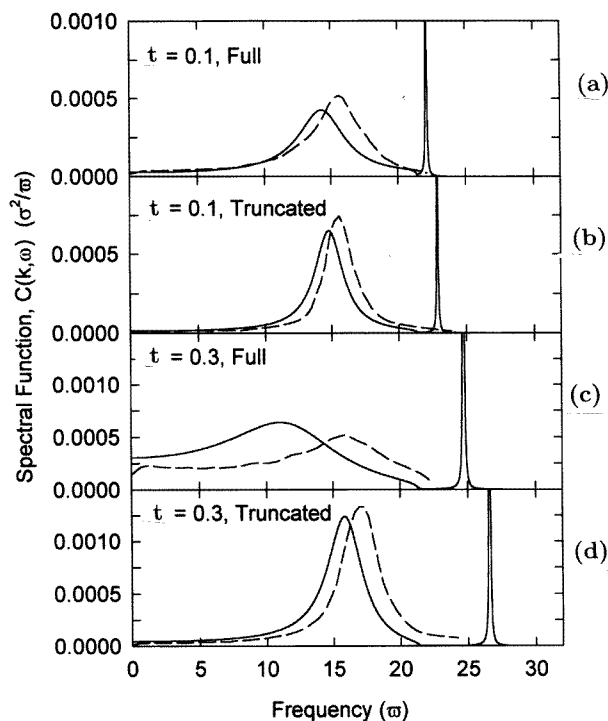 0.0010
t = 0.1, Full
(a)
0.0005
0.0000
t = 0.1, Truncated
(b)
0.0005
0.0000
t = 0.3, Full
(c)
0.0010
0.0005
0.0000
t = 0.3, Truncated
(d)
0.0010
0.0005
0.0000
0 5 10 15 20 25 30
Frequency (ϖ)
Spectral Function, C(k,ω) (σ²/ϖ)